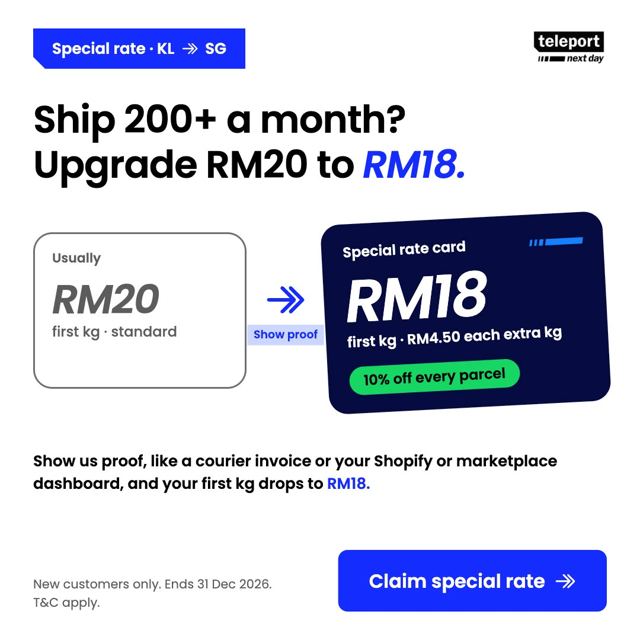 Special rate · KL → SG
teleport
next day
Ship 200+ a month?
Upgrade RM20 to RM18.
Usually
RM20
first kg · standard
Show proof
Special rate card
RM18
first kg · RM4.50 each extra kg
10% off every parcel
Show us proof, like a courier invoice or your Shopify or marketplace
dashboard, and your first kg drops to RM18.
New customers only. Ends 31 Dec 2026.
T&C apply.
Claim special rate →